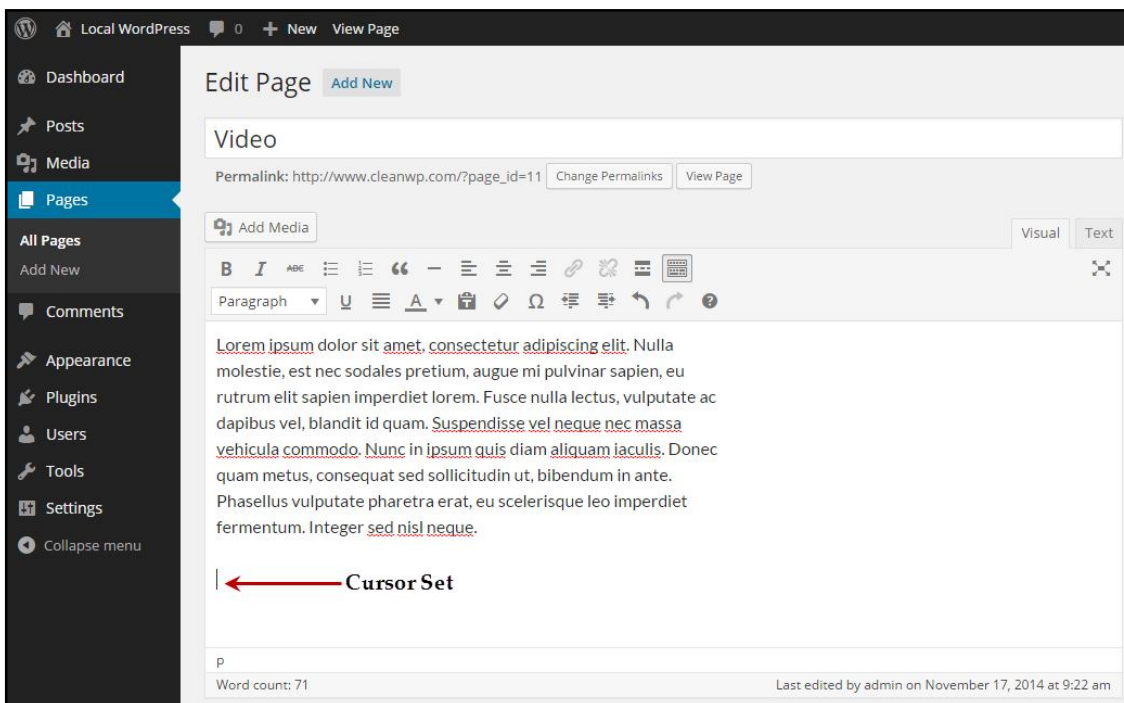 Local WordPress 0 New View Page
Dashboard
Posts
Media
Pages
All Pages
Add New
Comments
Appearance
Plugins
Users
Tools
Settings
Collapse menu
Edit Page Add New
Video
Permalink: http://www.cleanwp.com/?page_id=11 Change Permalinks View Page
Add Media
Visual Text
B I ABC
Paragraph U A Ω
Lorem ipsum dolor sit amet, consectetur adipiscing elit. Nulla
molestie, est nec sodales pretium, augue mi pulvinar sapien, eu
rutrum elit sapien imperdiet lorem. Fusce nulla lectus, vulputate ac
dapibus vel, blandit id quam. Suspendisse vel neque nec massa
vehicula commodo. Nunc in ipsum quis diam aliquam iaculis. Donec
quam metus, consequat sed sollicitudin ut, bibendum in ante.
Phasellus vulputate pharetra erat, eu scelerisque leo imperdiet
fermentum. Integer sed nisl neque.
Cursor Set
p
Word count: 71 Last edited by admin on November 17, 2014 at 9:22 am